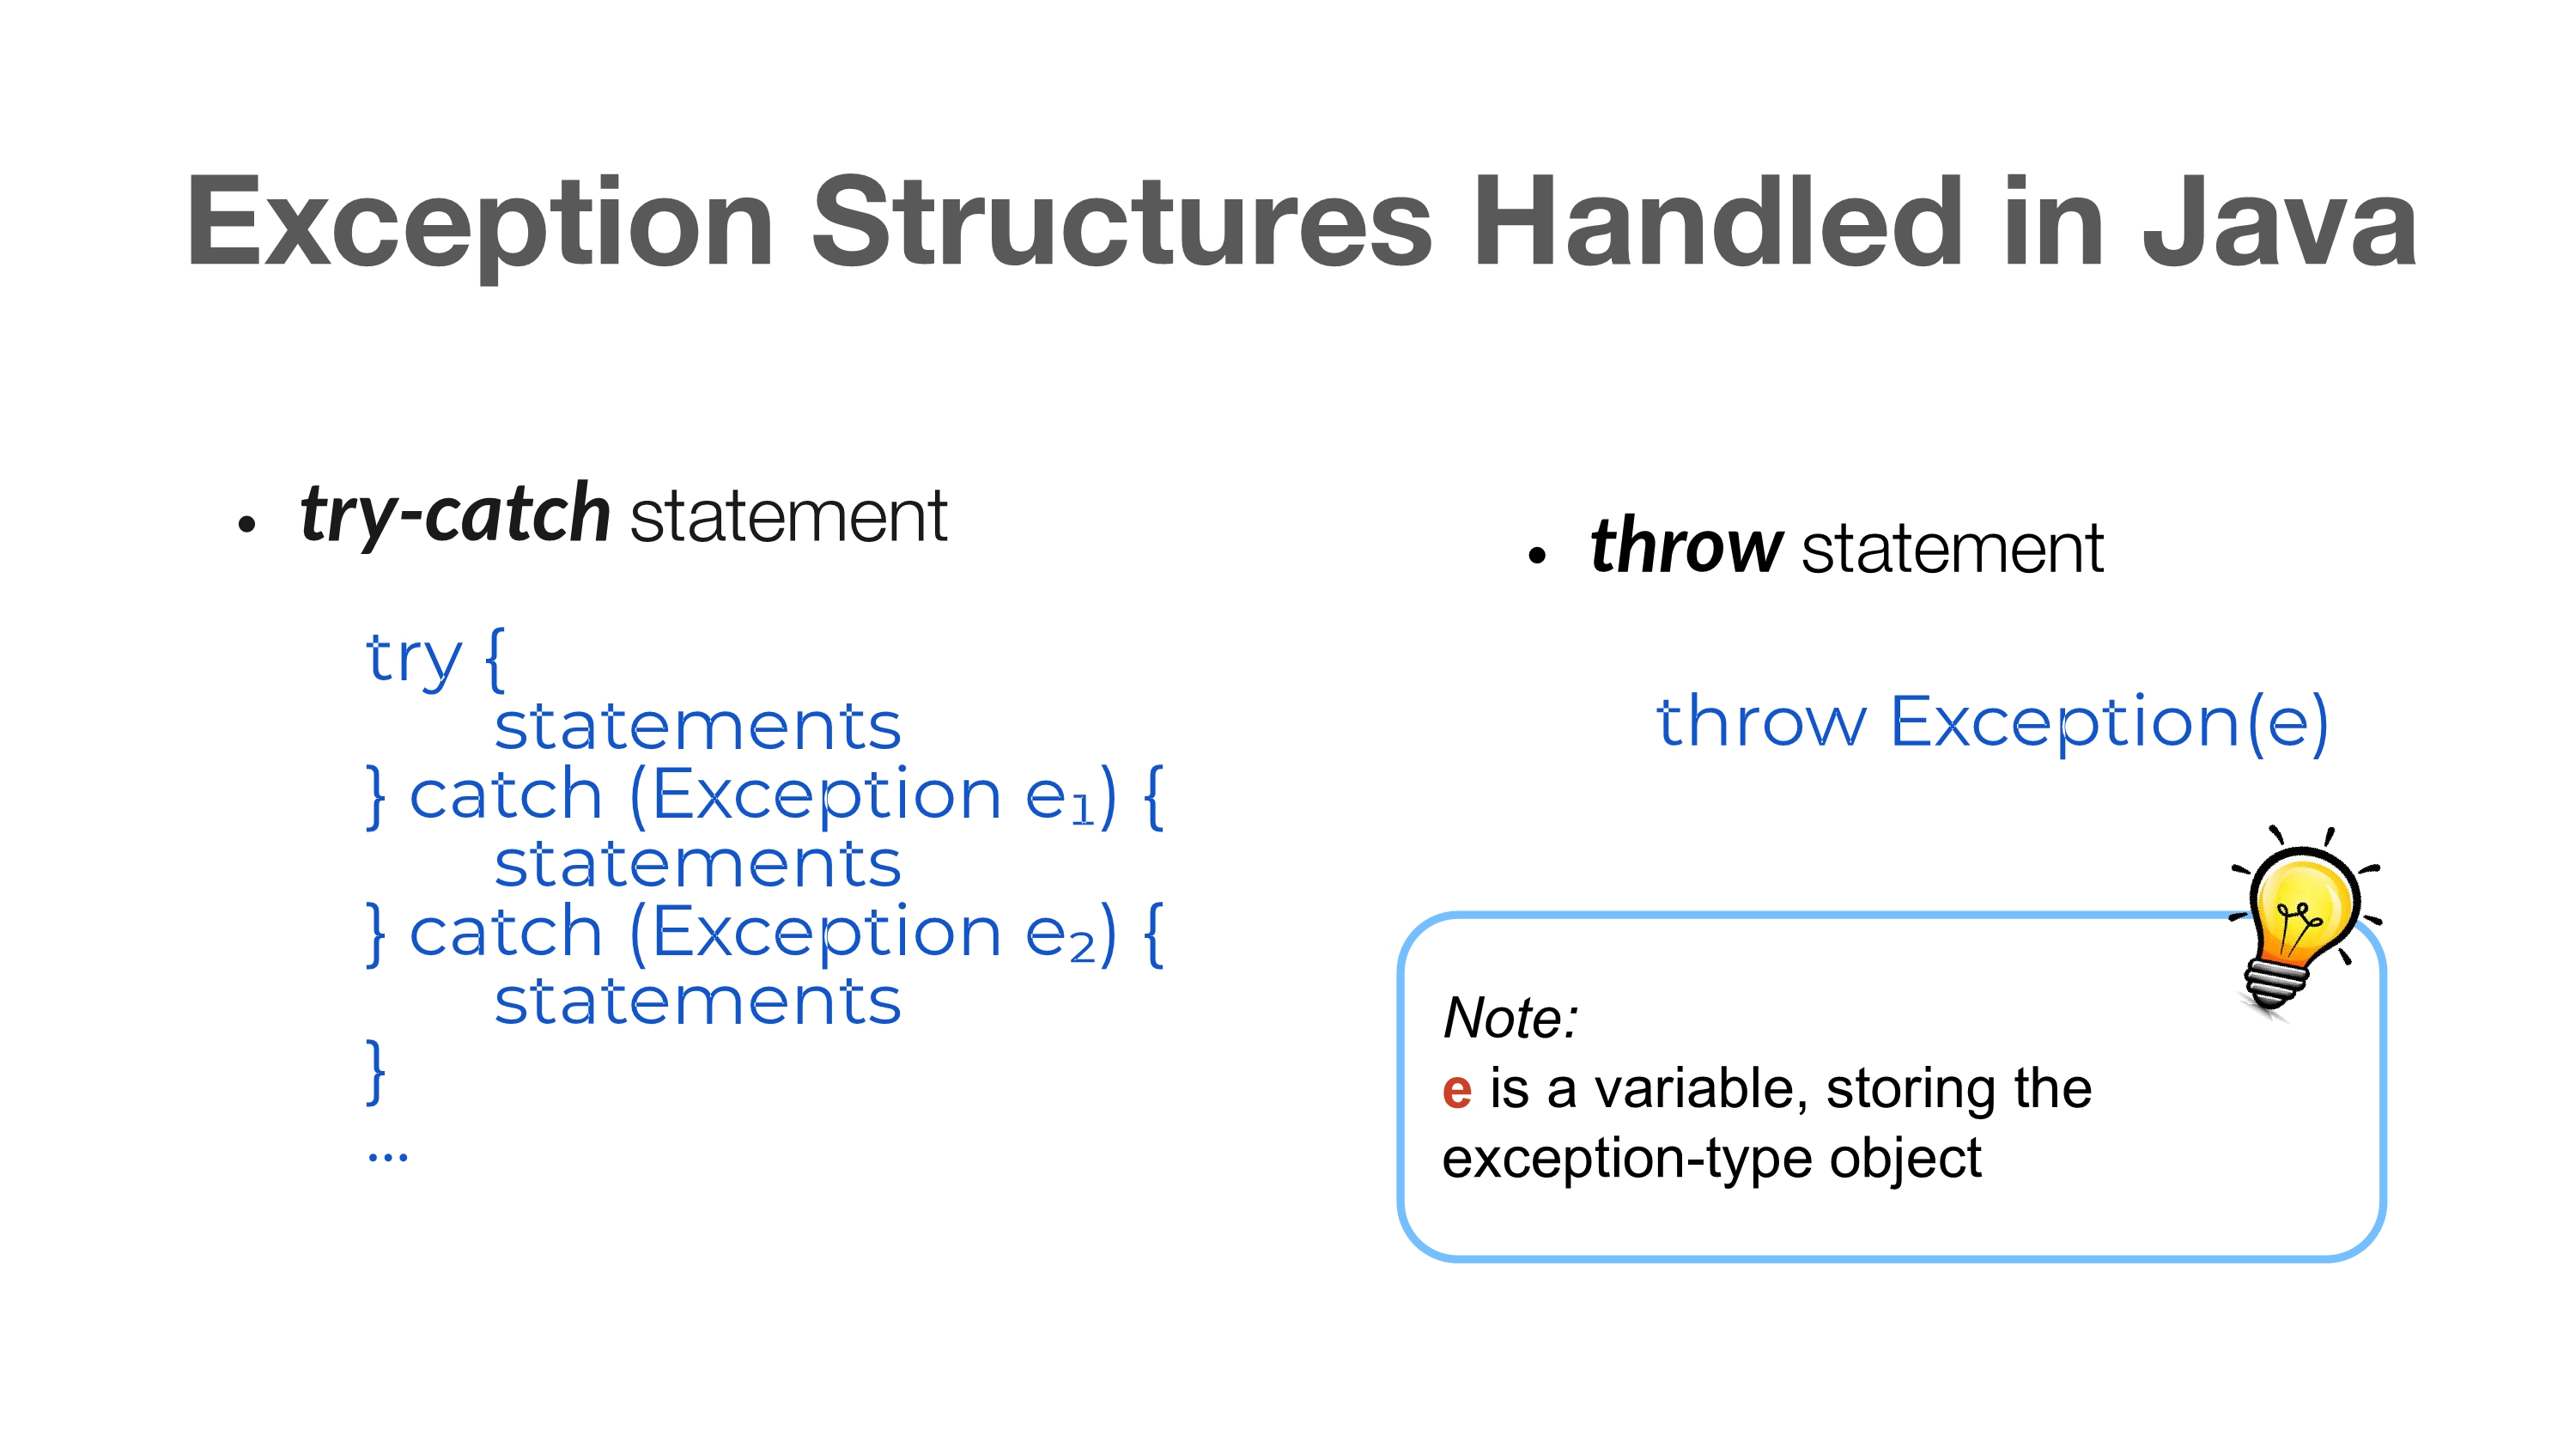 Exception Structures Handled in Java
• try-catch statement
try {
statements
} catch (Exception e₁) {
statements
} catch (Exception e₂) {
statements
}
...
• throw statement
throw Exception(e)
Note:
e is a variable, storing the
exception-type object